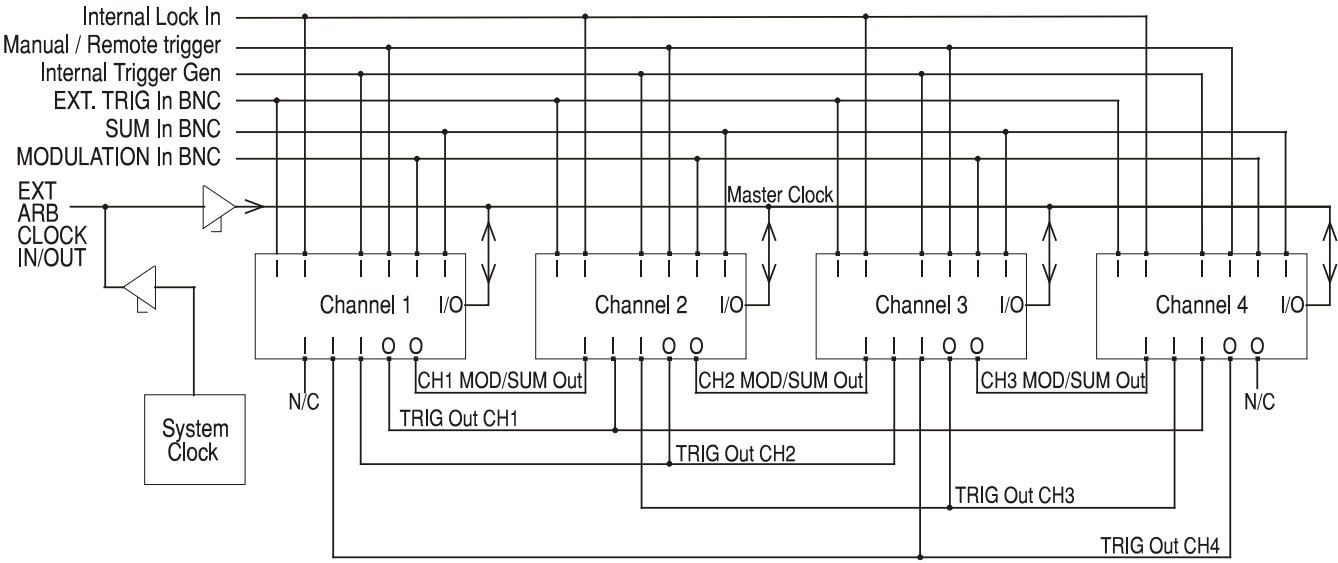 Internal Lock In
Manual / Remote trigger
Internal Trigger Gen
EXT. TRIG In BNC
SUM In BNC
MODULATION In BNC
EXT
ARB
CLOCK
IN/OUT
Master Clock
I I I I I I
I I I I I I
I I I I I I
I I I I I I
Channel 1 I/O
Channel 2 I/O
Channel 3 I/O
Channel 4 I/O
I I I O O
I I I O O
I I I O O
I I I O O
CH1 MOD/SUM Out
CH2 MOD/SUM Out
CH3 MOD/SUM Out
N/C
N/C
TRIG Out CH1
System
Clock
TRIG Out CH2
TRIG Out CH3
TRIG Out CH4